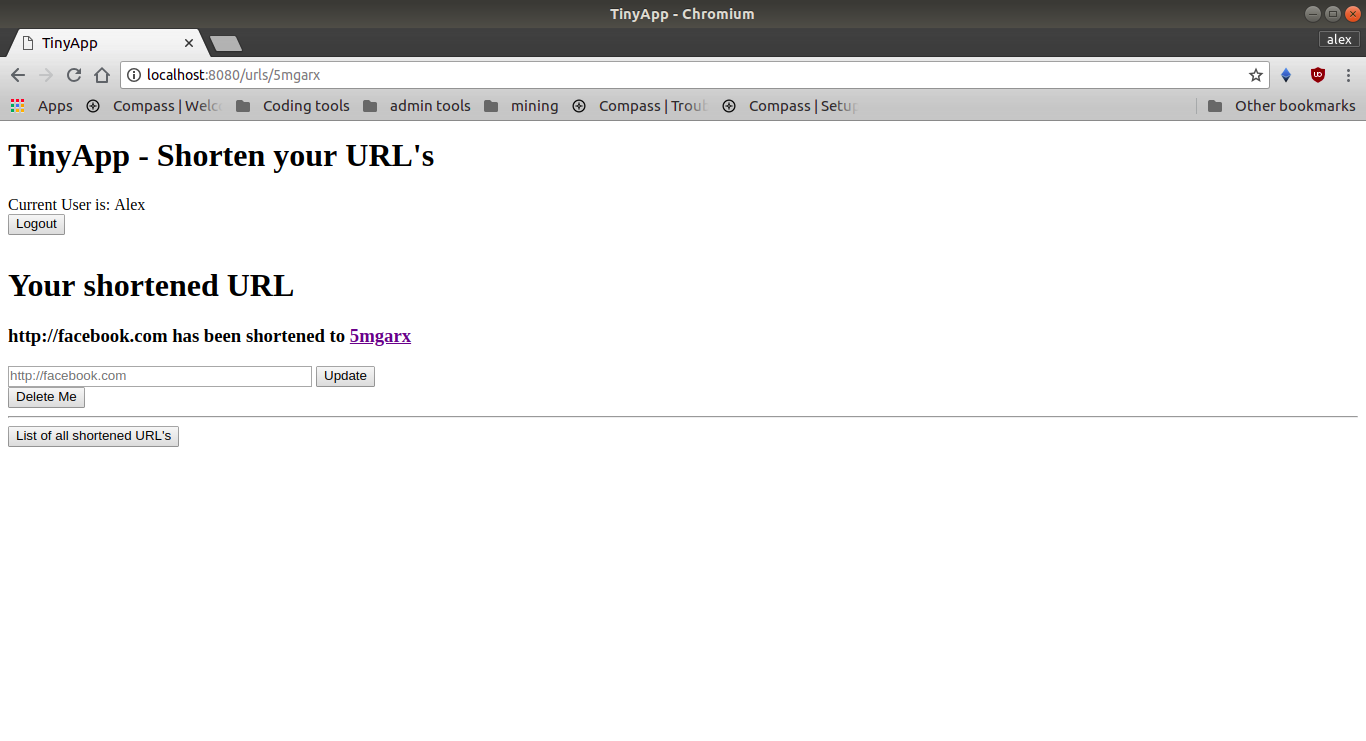 TinyApp - Chromium
TinyApp
alex
localhost:8080/urls/5mgarx
Apps Compass | Welc Coding tools admin tools mining Compass | Troub Compass | Setup Other bookmarks
TinyApp - Shorten your URL's
Current User is: Alex
Logout
Your shortened URL
http://facebook.com has been shortened to 5mgarx
http://facebook.com Update
Delete Me
List of all shortened URL's